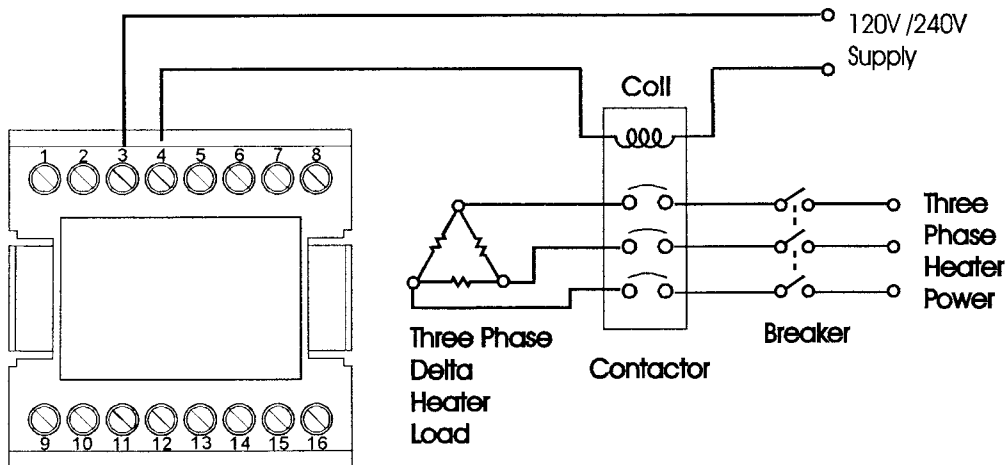 120V /240V
Supply
Coil
1 2 3 4 5 6 7 8
Three
Phase
Heater
Power
Breaker
Contactor
Three Phase
Delta
Heater
Load
9 10 11 12 13 14 15 16